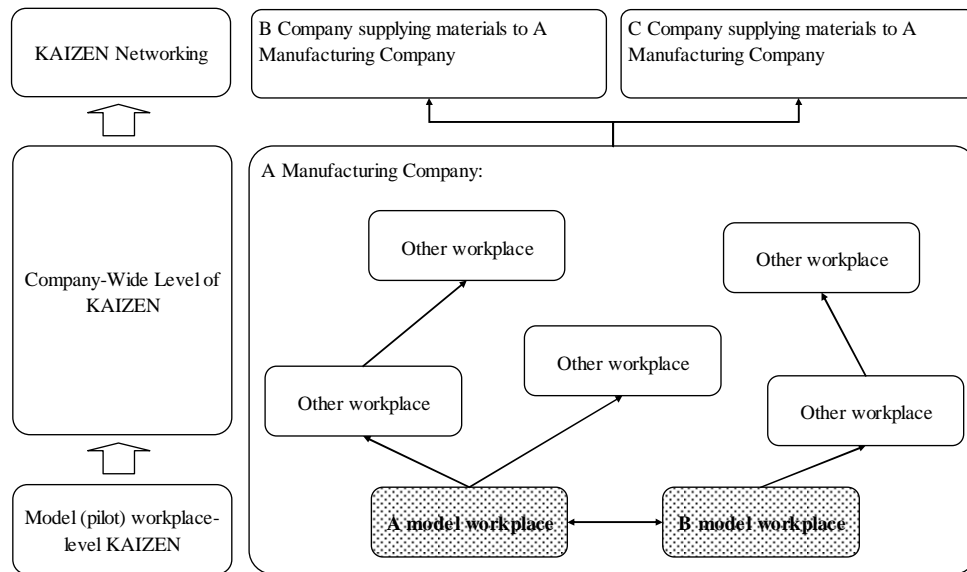 KAIZEN Networking
B Company supplying materials to A
Manufacturing Company
C Company supplying materials to A
Manufacturing Company
Company-Wide Level of
KAIZEN
A Manufacturing Company:
Other workplace
Other workplace
Other workplace
Other workplace
Other workplace
Model (pilot) workplace-
level KAIZEN
A model workplace
B model workplace